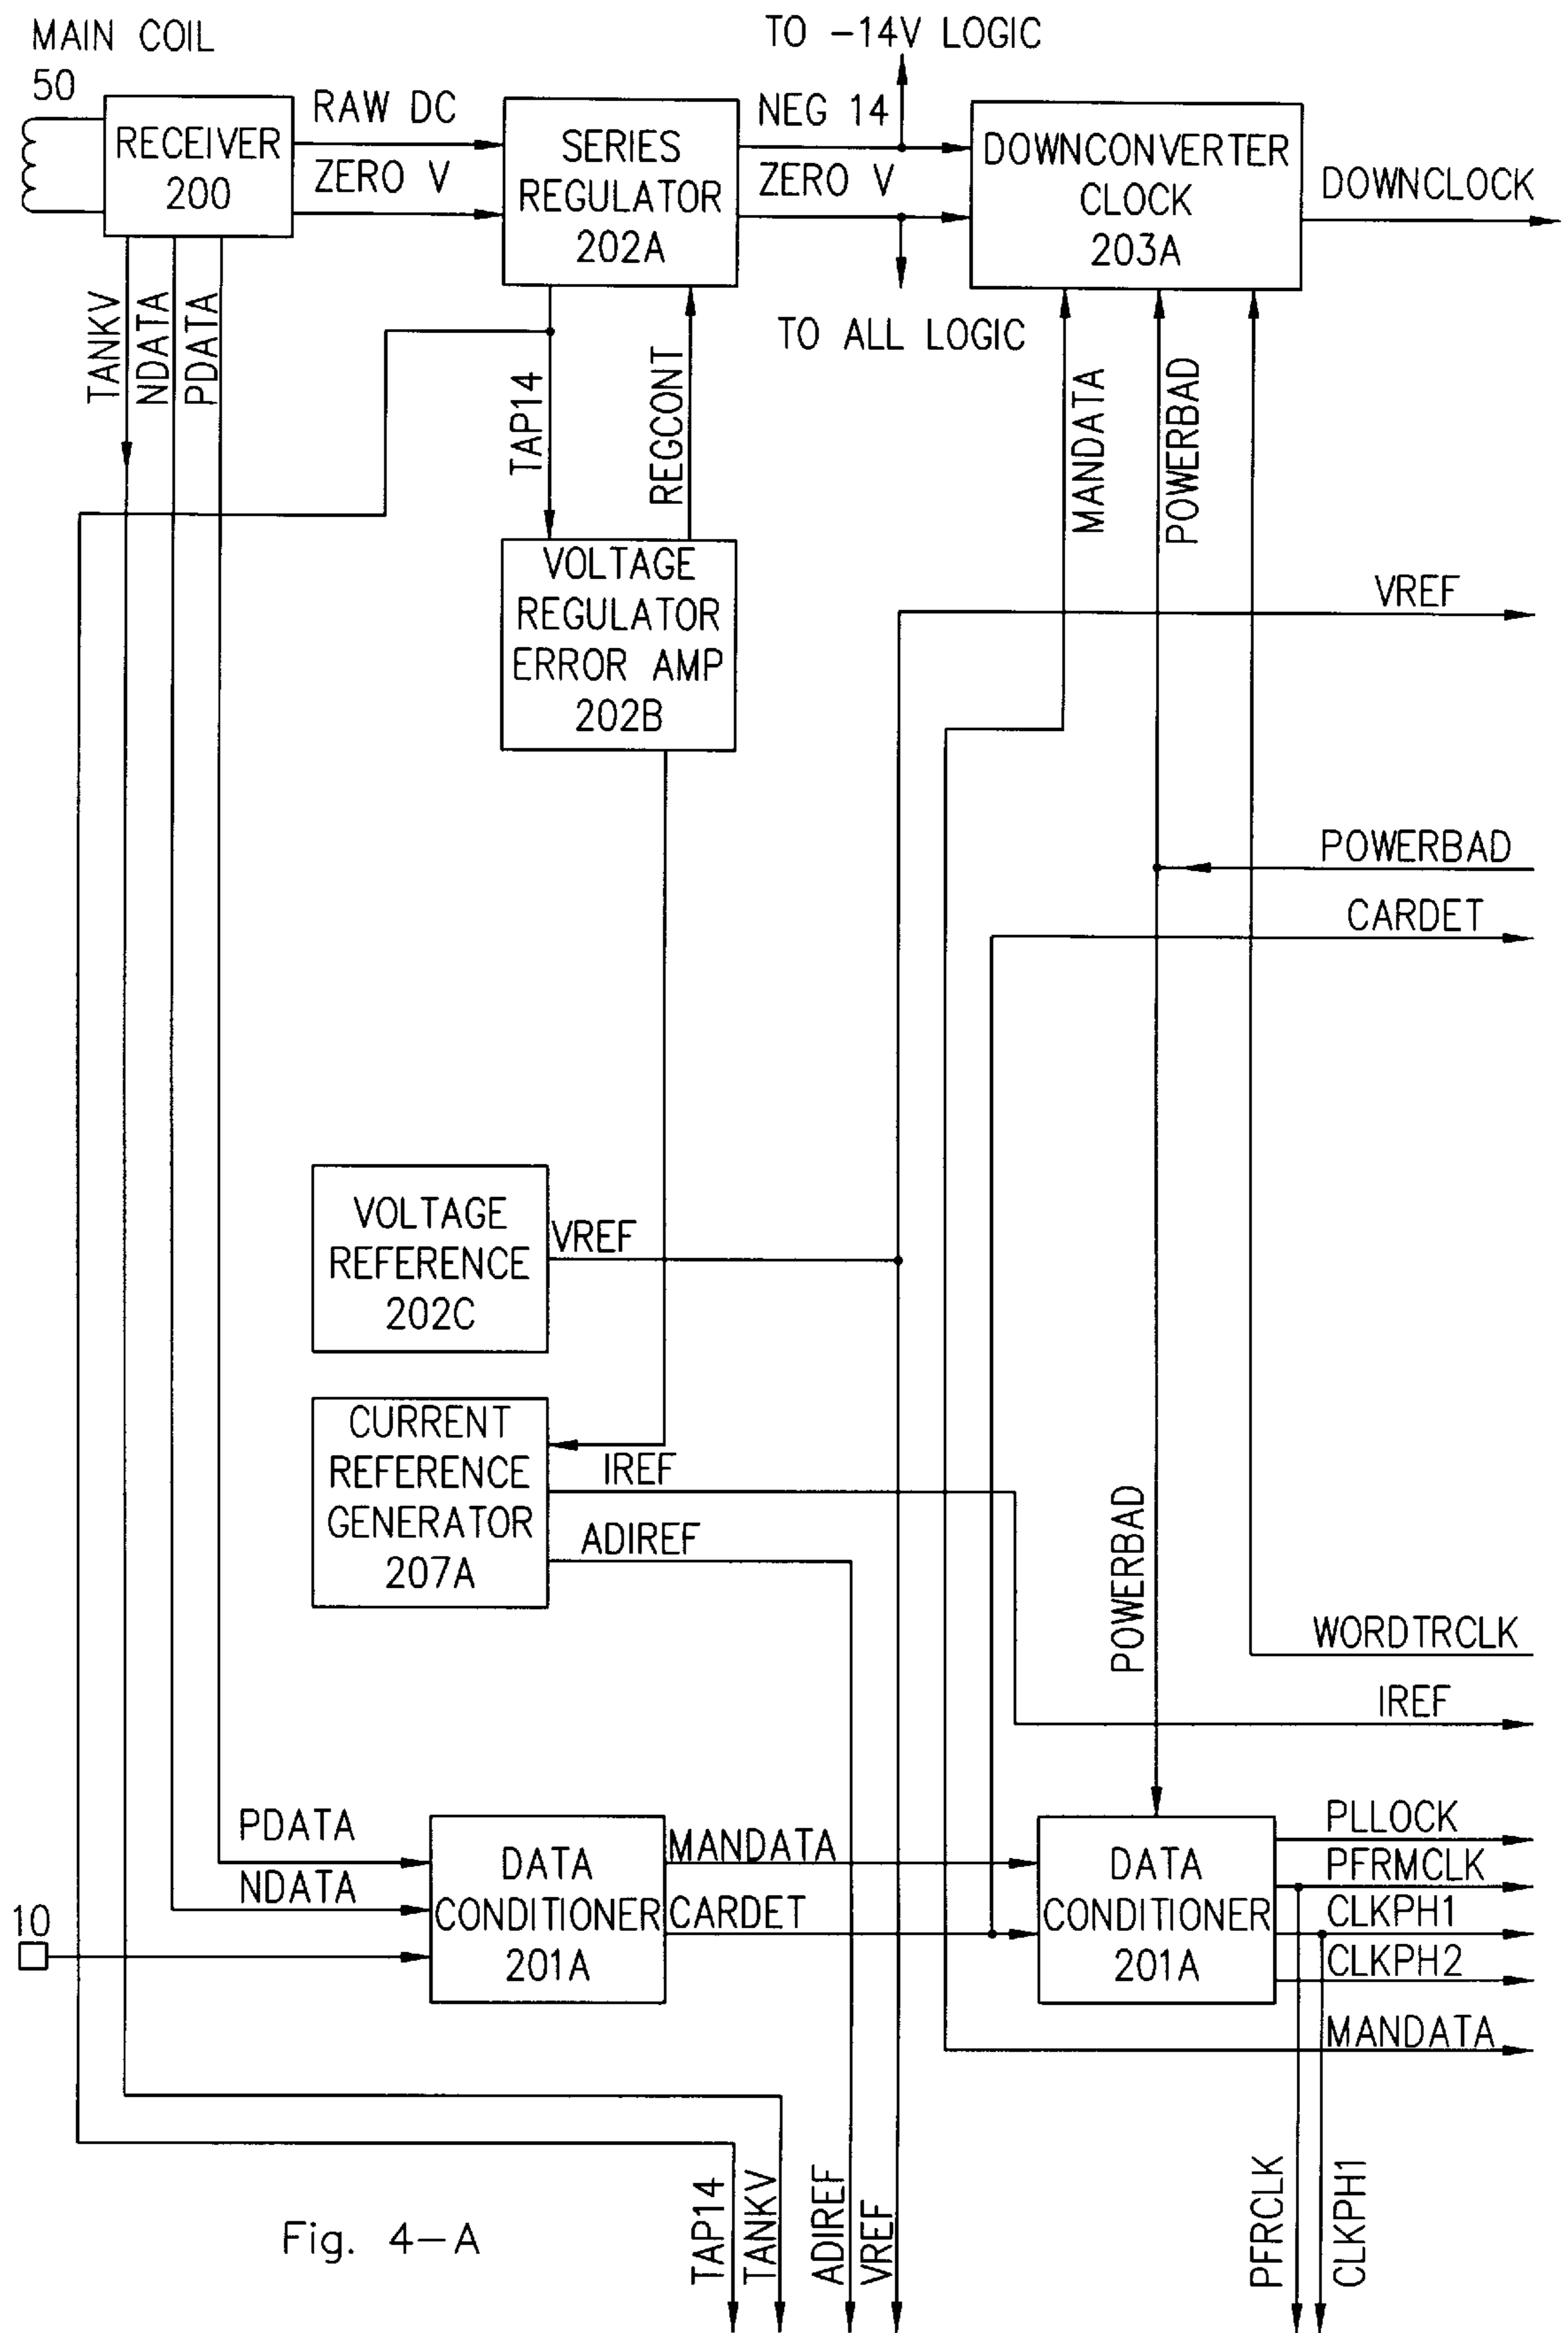 MAIN COIL
50
RECEIVER
200
RAW DC
ZERO V
SERIES
REGULATOR
202A
TO -14V LOGIC
NEG 14
ZERO V
TO ALL LOGIC
DOWNCONVERTER
CLOCK
203A
DOWNCLOCK
TANKV
NDATA
PDATA
TAP14
REGCONT
MANDATA
POWERBAD
VOLTAGE
REGULATOR
ERROR AMP
202B
VREF
POWERBAD
CARDET
VOLTAGE
REFERENCE
202C
VREF
CURRENT
REFERENCE
GENERATOR
207A
IREF
ADIREF
POWERBAD
WORDTRCLK
IREF
PDATA
NDATA
10
DATA
CONDITIONER
201A
MANDATA
CARDET
DATA
CONDITIONER
201A
PLLOCK
PFRMCLK
CLKPH1
CLKPH2
MANDATA
TAP14
TANKV
ADIREF
VREF
PFRCLK
CLKPH1
Fig. 4-A